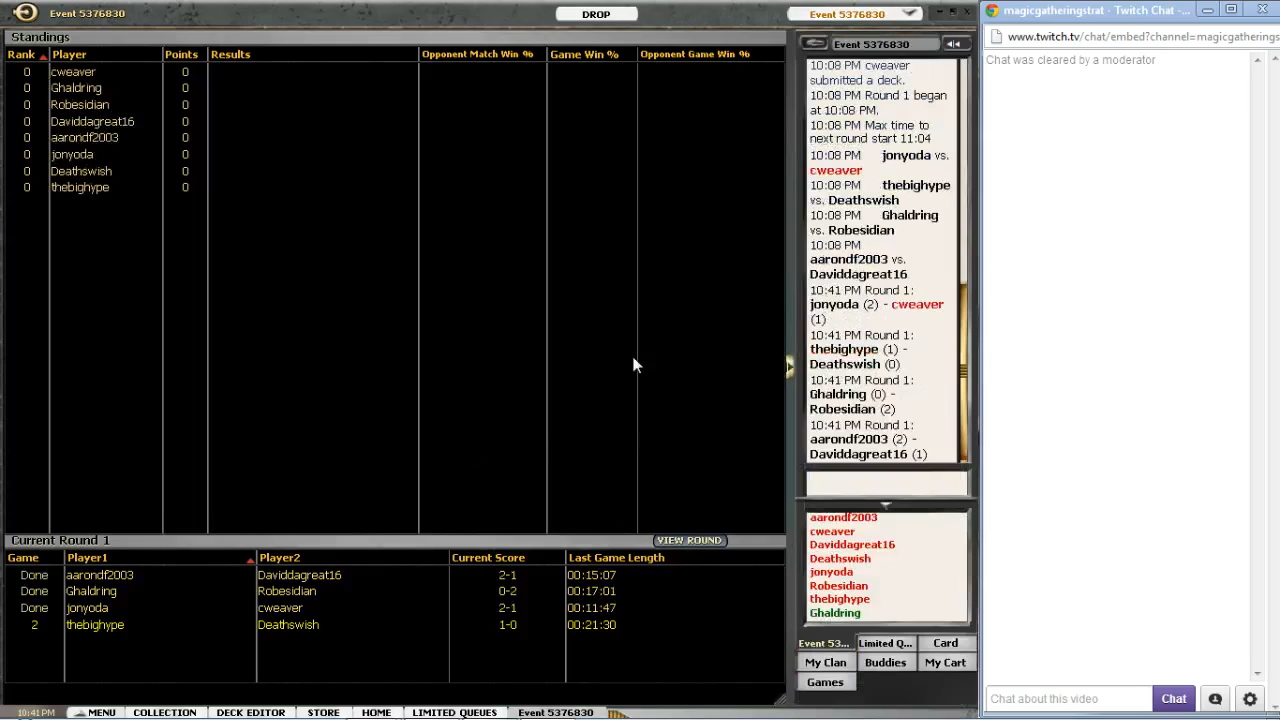 Event 5376830
DROP
Event 5376830
Standings
Rank Player Points Results Opponent Match Win % Game Win % Opponent Game Win %
0 cweaver 0
0 Ghaldring 0
0 Robesidian 0
0 Daviddagreat16 0
0 aarondf2003 0
0 jonyoda 0
0 Deathswish 0
0 thebighype 0
Current Round 1
VIEW ROUND
Game Player1 Player2 Current Score Last Game Length
Done aarondf2003 Daviddagreat16 2-1 00:15:07
Done Ghaldring Robesidian 0-2 00:17:01
Done jonyoda cweaver 2-1 00:11:47
2 thebighype Deathswish 1-0 00:21:30
Event 5376830
10:08 PM cweaver
submitted a deck.
10:08 PM Round 1 began
at 10:08 PM.
10:08 PM Max time to
next round start 11:04
10:08 PM jonyoda vs.
cweaver
10:08 PM thebighype
vs. Deathswish
10:08 PM Ghaldring
vs. Robesidian
10:08 PM
aarondf2003 vs.
Daviddagreat16
10:41 PM Round 1:
jonyoda (2) - cweaver
(1)
10:41 PM Round 1:
thebighype (1) -
Deathswish (0)
10:41 PM Round 1:
Ghaldring (0) -
Robesidian (2)
10:41 PM Round 1:
aarondf2003 (2) -
Daviddagreat16 (1)
aarondf2003
cweaver
Daviddagreat16
Deathswish
jonyoda
Robesidian
thebighype
Ghaldring
Event 53... Limited Q... Card
My Clan Buddies My Cart
Games
10:41 PM MENU COLLECTION DECK EDITOR STORE HOME LIMITED QUEUES Event 5376830
magicgatheringstrat - Twitch Chat -...
www.twitch.tv/chat/embed?channel=magicgatherings
Chat was cleared by a moderator
Chat about this video
Chat